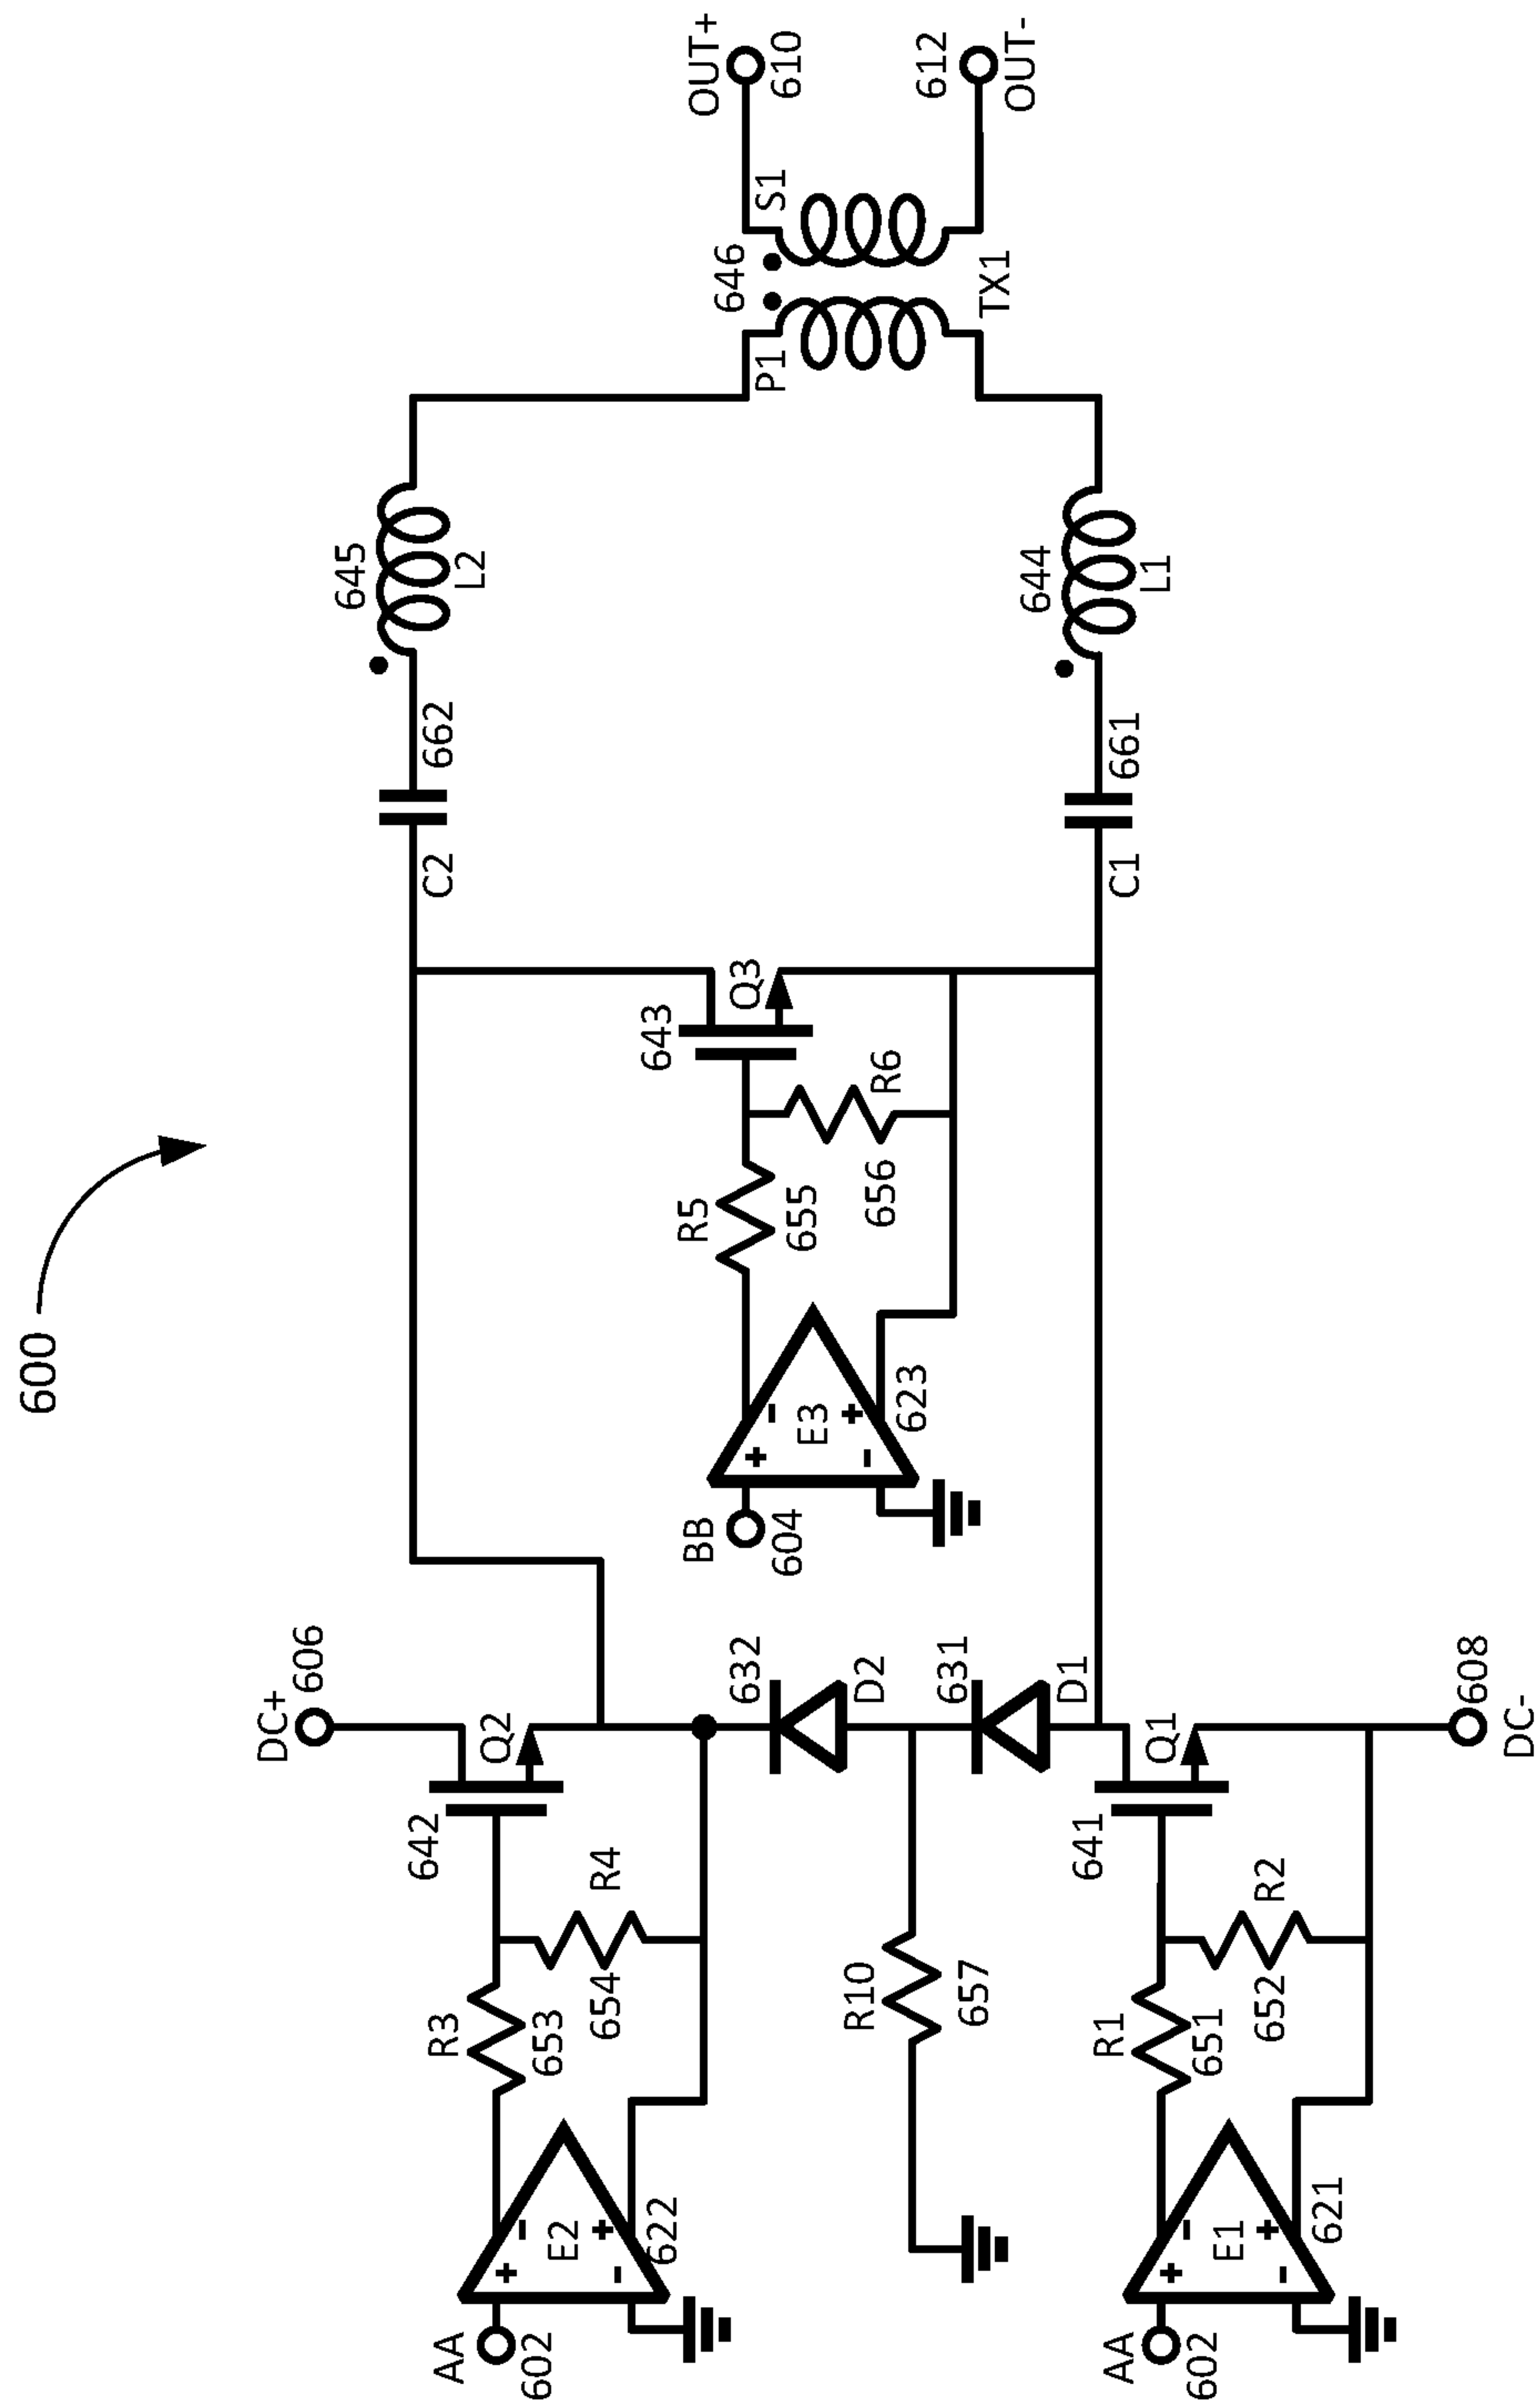 600
DC+
606
642
Q2
AA
602
R3
653
R4
654
E2
+
-
-
+
622
632
D2
R10
657
631
D1
641
Q1
AA
602
R1
651
R2
652
E1
+
-
-
+
621
608
DC-
BB
604
E3
+
-
-
+
623
R5
655
R6
656
643
Q3
C2
662
645
L2
C1
661
644
L1
P1
646
S1
TX1
OUT+
610
612
OUT-